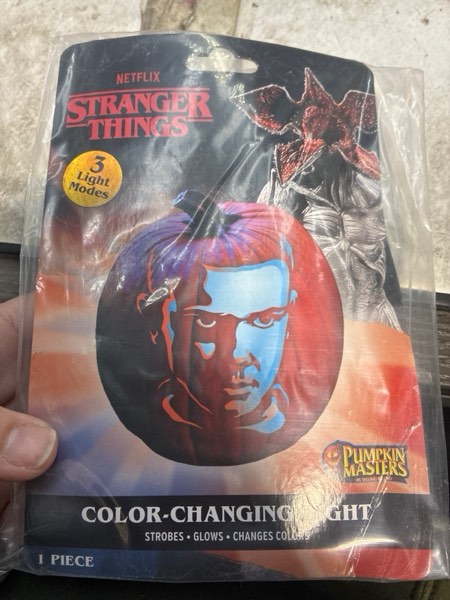 NETFLIX
STRANGER
THINGS
3
Light
Modes
PUMPKIN
MASTERS
COLOR-CHANGING LIGHT
STROBES • GLOWS • CHANGES COLORS
1 PIECE